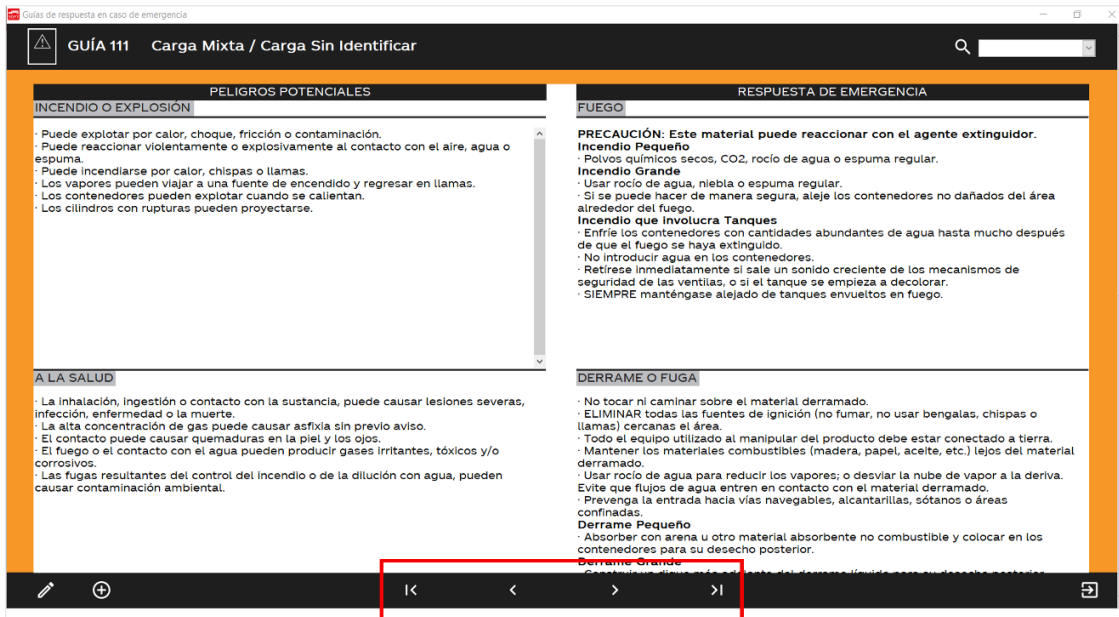 Guías de respuesta en caso de emergencia
GUÍA 111 Carga Mixta / Carga Sin Identificar
PELIGROS POTENCIALES
INCENDIO O EXPLOSIÓN
· Puede explotar por calor, choque, fricción o contaminación.
· Puede reaccionar violentamente o explosivamente al contacto con el aire, agua o
espuma.
· Puede incendiarse por calor, chispas o llamas.
· Los vapores pueden viajar a una fuente de encendido y regresar en llamas.
· Los contenedores pueden explotar cuando se calientan.
· Los cilindros con rupturas pueden proyectarse.
A LA SALUD
· La inhalación, ingestión o contacto con la sustancia, puede causar lesiones severas,
infección, enfermedad o la muerte.
· La alta concentración de gas puede causar asfixia sin previo aviso.
· El contacto puede causar quemaduras en la piel y los ojos.
· El fuego o el contacto con el agua pueden producir gases irritantes, tóxicos y/o
corrosivos.
· Las fugas resultantes del control del incendio o de la dilución con agua, pueden
causar contaminación ambiental.
RESPUESTA DE EMERGENCIA
FUEGO
PRECAUCIÓN: Este material puede reaccionar con el agente extinguidor.
Incendio Pequeño
· Polvos químicos secos, CO2, rocío de agua o espuma regular.
Incendio Grande
· Usar rocío de agua, niebla o espuma regular.
· Si se puede hacer de manera segura, aleje los contenedores no dañados del área
alrededor del fuego.
Incendio que involucra Tanques
· Enfríe los contenedores con cantidades abundantes de agua hasta mucho después
de que el fuego se haya extinguido.
· No introducir agua en los contenedores.
· Retírese inmediatamente si sale un sonido creciente de los mecanismos de
seguridad de las ventilas, o si el tanque se empieza a decolorar.
· SIEMPRE manténgase alejado de tanques envueltos en fuego.
DERRAME O FUGA
· No tocar ni caminar sobre el material derramado.
· ELIMINAR todas las fuentes de ignición (no fumar, no usar bengalas, chispas o
llamas) cercanas el área.
· Todo el equipo utilizado al manipular del producto debe estar conectado a tierra.
· Mantener los materiales combustibles (madera, papel, aceite, etc.) lejos del material
derramado.
· Usar rocío de agua para reducir los vapores; o desviar la nube de vapor a la deriva.
Evite que flujos de agua entren en contacto con el material derramado.
· Prevenga la entrada hacia vías navegables, alcantarillas, sótanos o áreas
confinadas.
Derrame Pequeño
· Absorber con arena u otro material absorbente no combustible y colocar en los
contenedores para su desecho posterior.
Derrame Grande